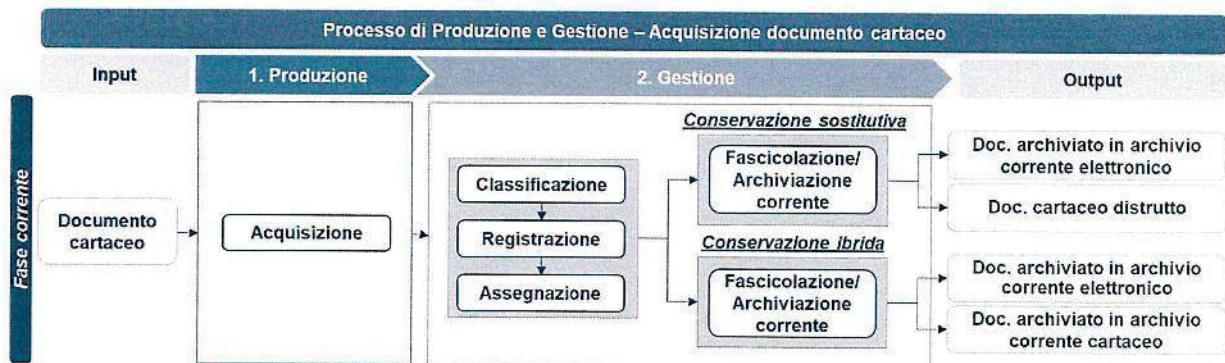 Processo di Produzione e Gestione – Acquisizione documento cartaceo
Input
1. Produzione
2. Gestione
Output
Fase corrente
Documento
cartaceo
Acquisizione
Classificazione
Registrazione
Assegnazione
Conservazione sostitutiva
Fascicolazione/
Archiviazione
corrente
Conservazione ibrida
Fascicolazione/
Archiviazione
corrente
Doc. archiviato in archivio
corrente elettronico
Doc. cartaceo distrutto
Doc. archiviato in archivio
corrente elettronico
Doc. archiviato in archivio
corrente cartaceo